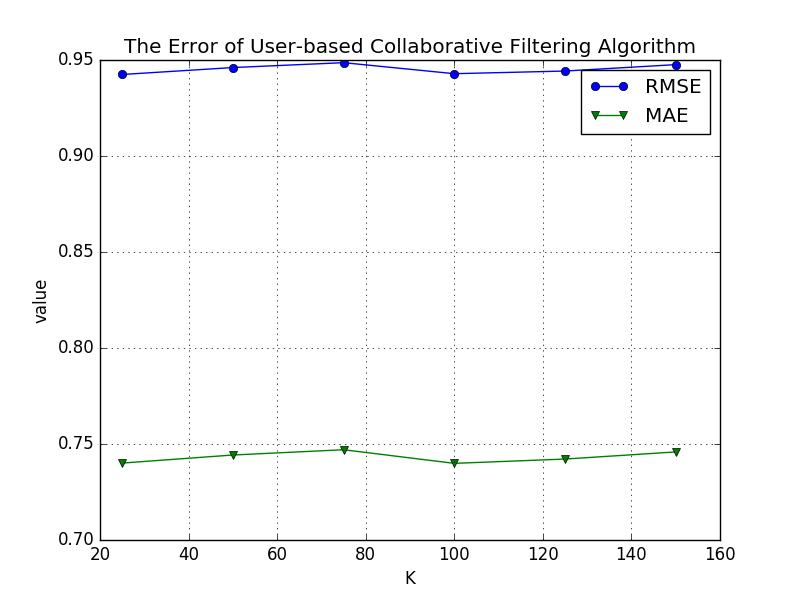 The Error of User-based Collaborative Filtering Algorithm
0.95
RMSE
MAE
0.90
0.85
value
0.80
0.75
0.70
20 40 60 80 100 120 140 160
K